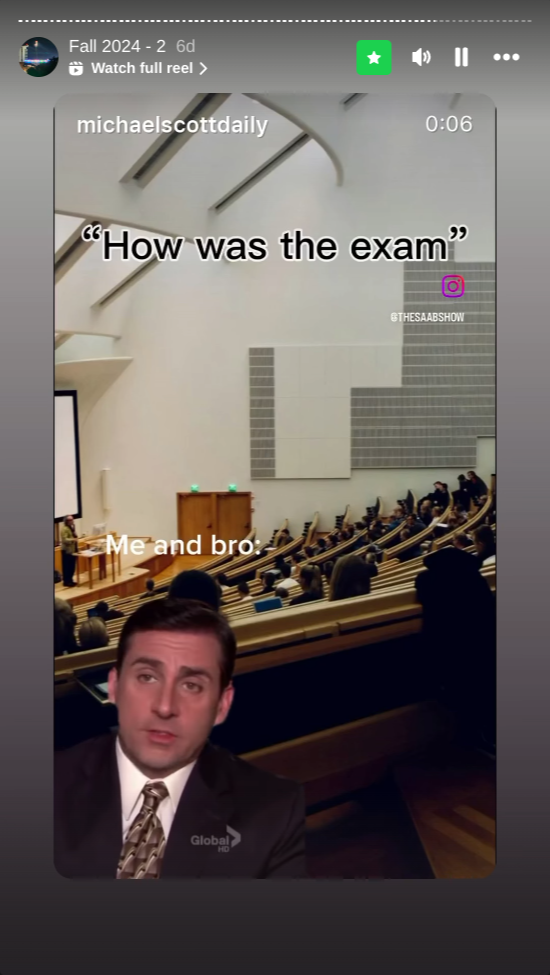 Fall 2024 - 2 6d
Watch full reel
michaelscottdaily 0:06
“How was the exam”
@THESAABSHOW
Me and bro:
Global
HD